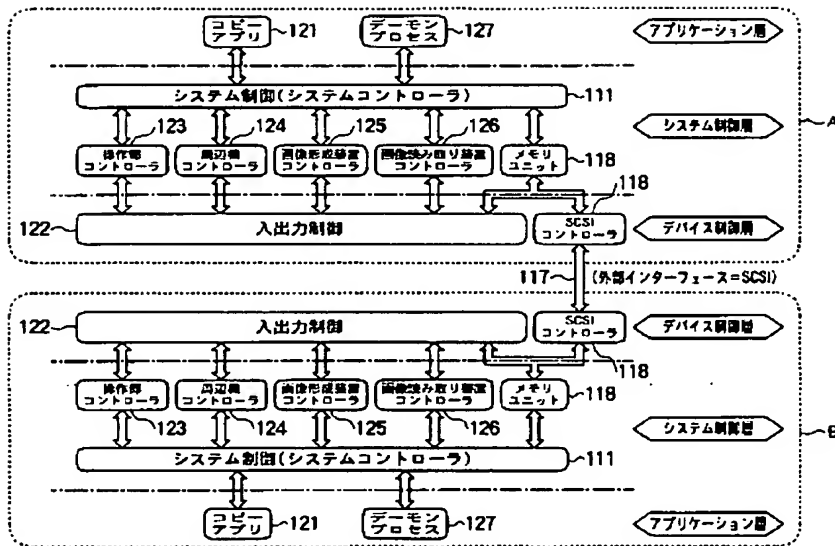 コピー
アプリ
121
デーモン
プロセス
127
アプリケーション層
システム制御(システムコントローラ)
111
A
システム制御層
123
124
125
126
操作部
コントローラ
周辺機
コントローラ
画像形成装置
コントローラ
画像読み取り装置
コントローラ
メモリ
ユニット
118
118
122
入出力制御
SCSI
コントローラ
デバイス制御層
117
(外部インターフェース=SCSI)
122
入出力制御
SCSI
コントローラ
デバイス制御層
118
操作部
コントローラ
周辺機
コントローラ
画像形成装置
コントローラ
画像読み取り装置
コントローラ
メモリ
ユニット
118
123
124
125
126
システム制御層
B
システム制御(システムコントローラ)
111
コピー
アプリ
121
デーモン
プロセス
127
アプリケーション層